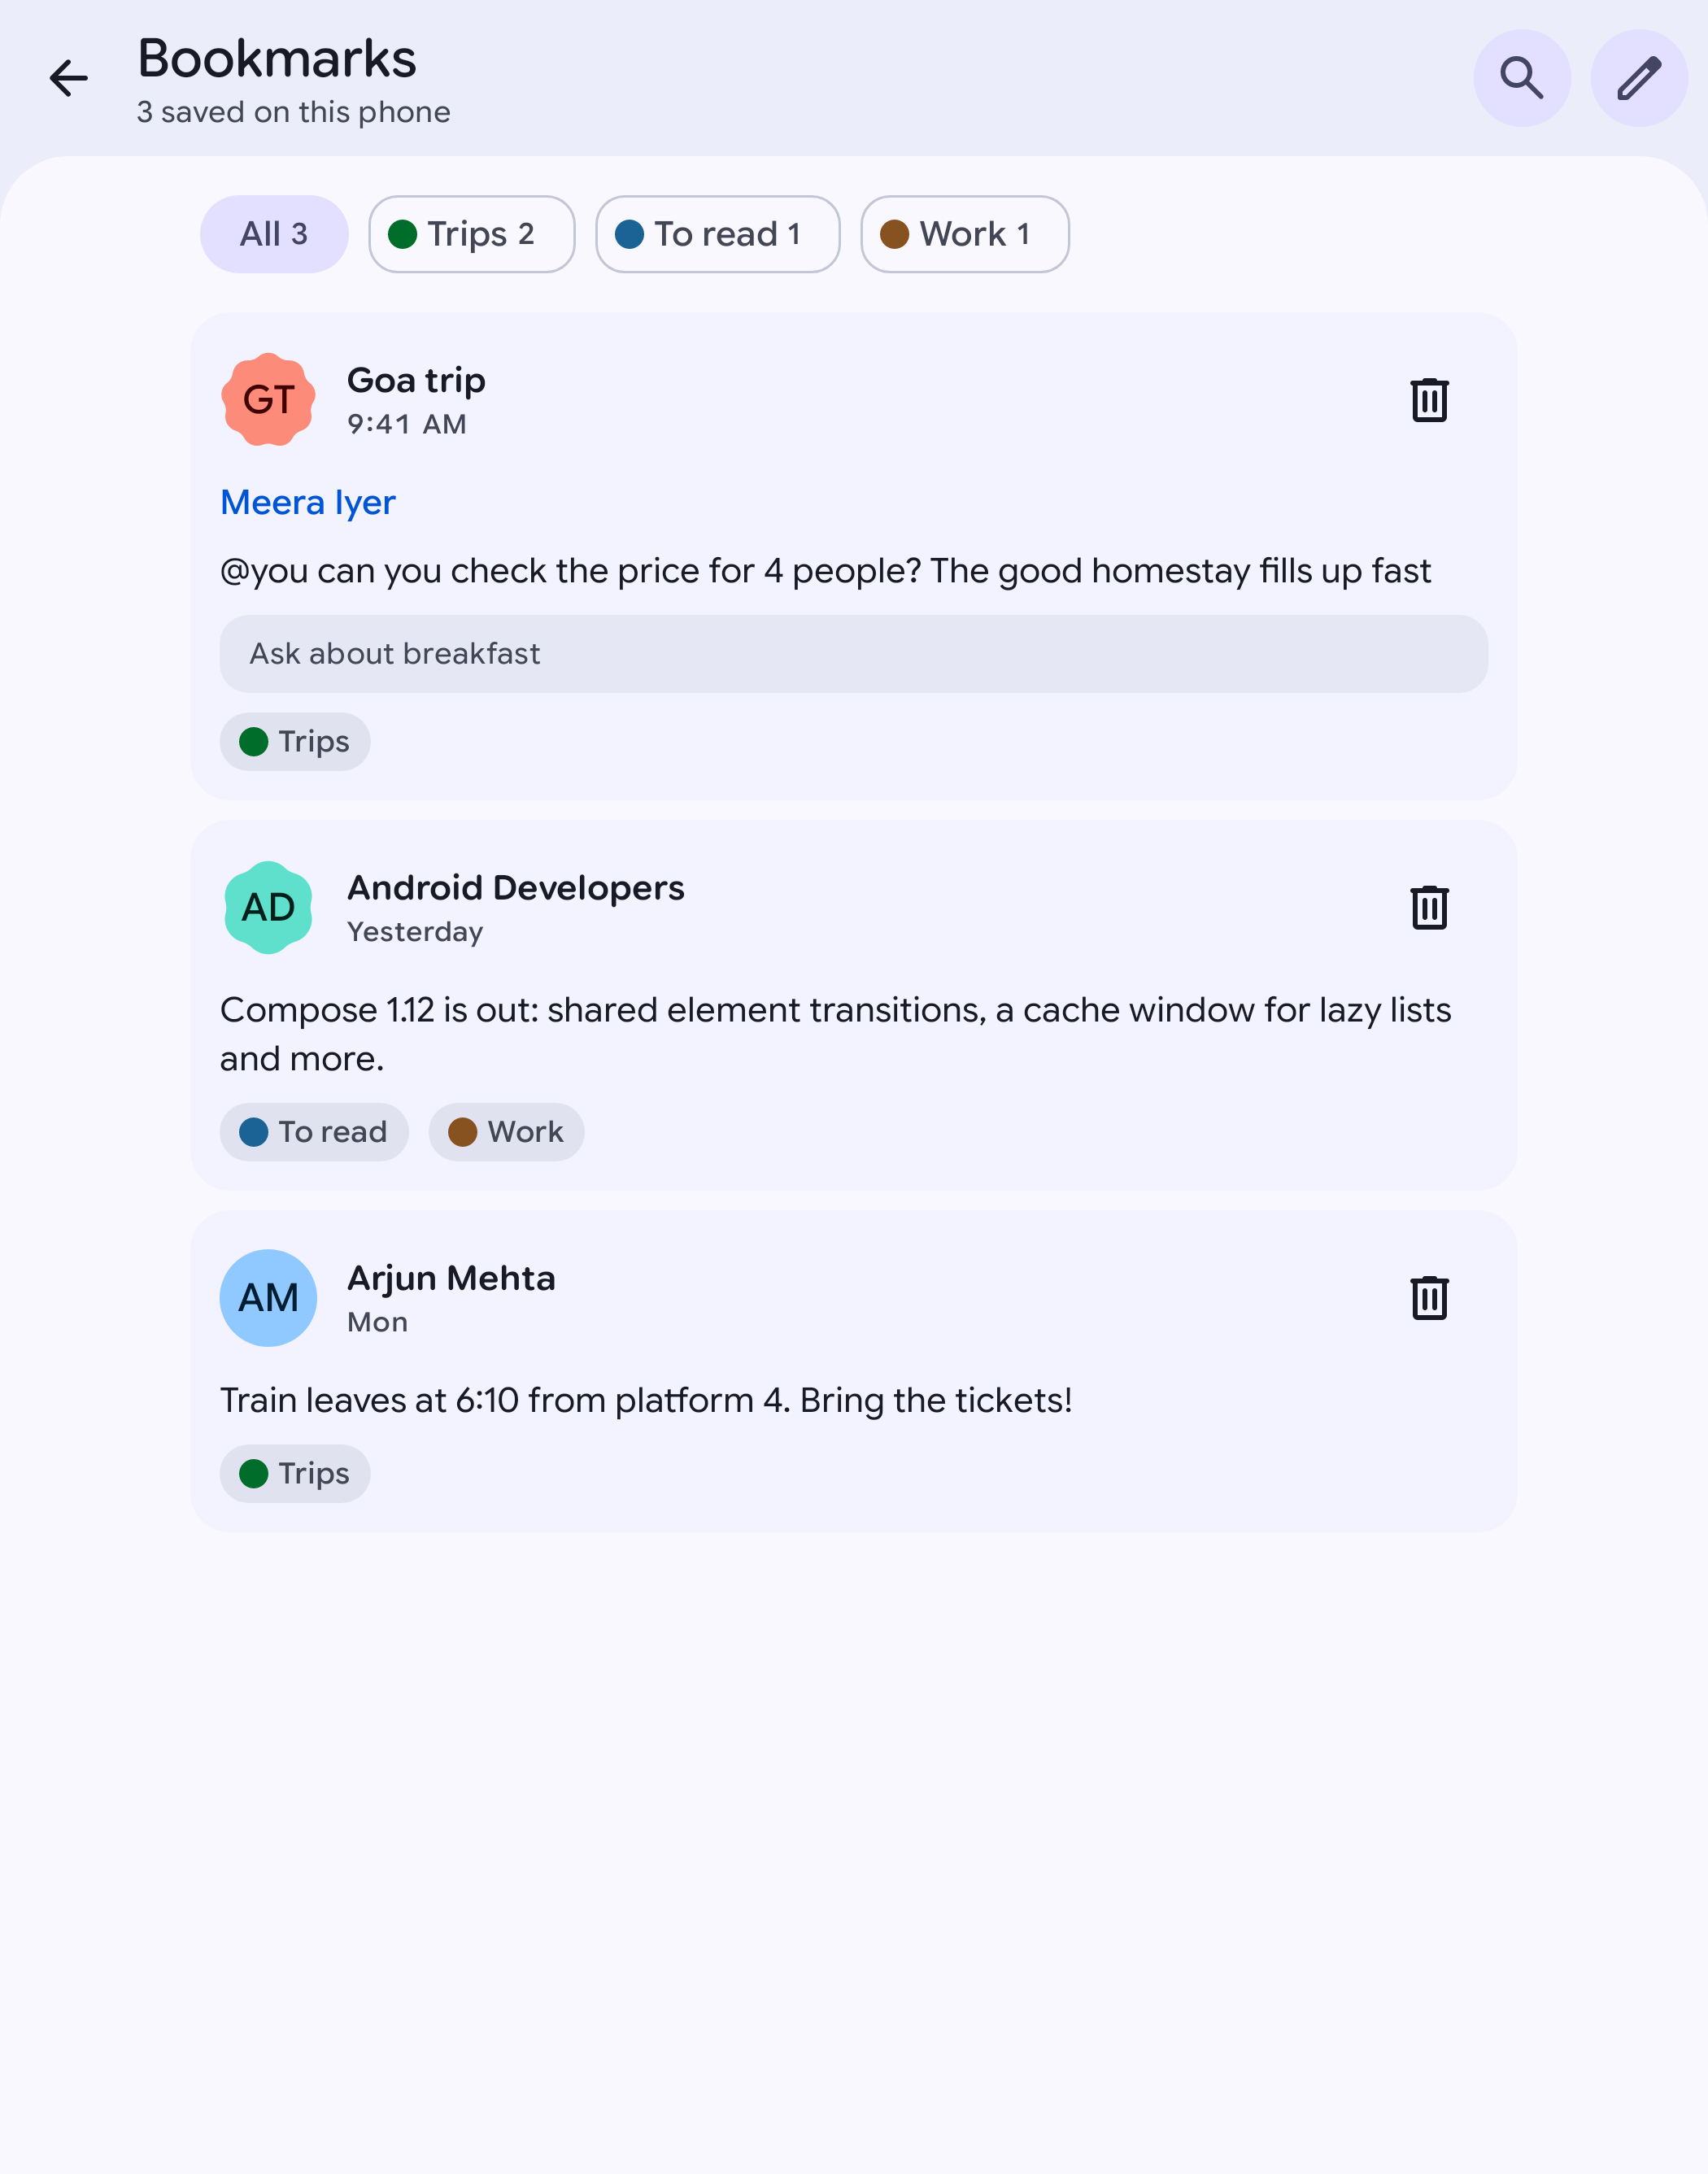 Bookmarks
3 saved on this phone
All 3
Trips 2
To read 1
Work 1
GT
Goa trip
9:41 AM
Meera Iyer
@you can you check the price for 4 people? The good homestay fills up fast
Ask about breakfast
Trips
AD
Android Developers
Yesterday
Compose 1.12 is out: shared element transitions, a cache window for lazy lists
and more.
To read
Work
AM
Arjun Mehta
Mon
Train leaves at 6:10 from platform 4. Bring the tickets!
Trips